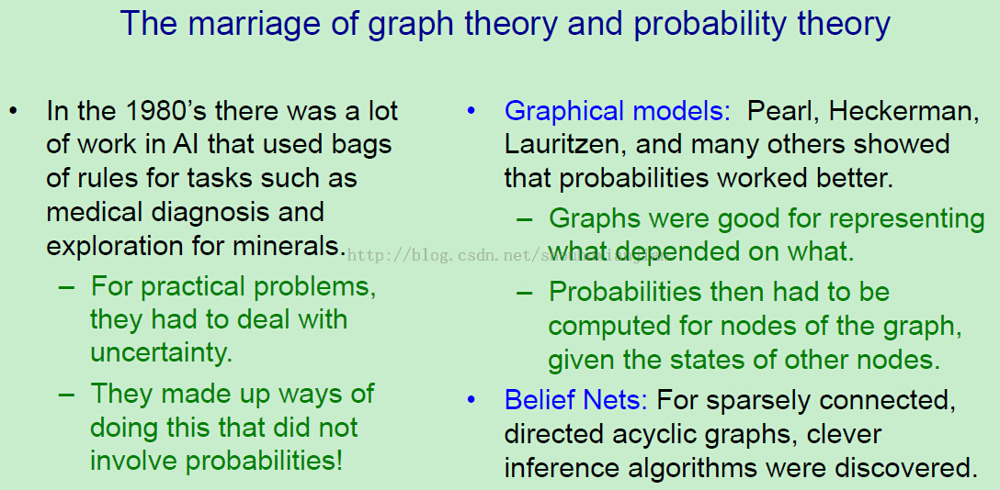 The marriage of graph theory and probability theory
• In the 1980's there was a lot
of work in AI that used bags
of rules for tasks such as
medical diagnosis and
exploration for minerals.
– For practical problems,
they had to deal with
uncertainty.
– They made up ways of
doing this that did not
involve probabilities!
• Graphical models: Pearl, Heckerman,
Lauritzen, and many others showed
that probabilities worked better.
– Graphs were good for representing
what depended on what.
– Probabilities then had to be
computed for nodes of the graph,
given the states of other nodes.
• Belief Nets: For sparsely connected,
directed acyclic graphs, clever
inference algorithms were discovered.